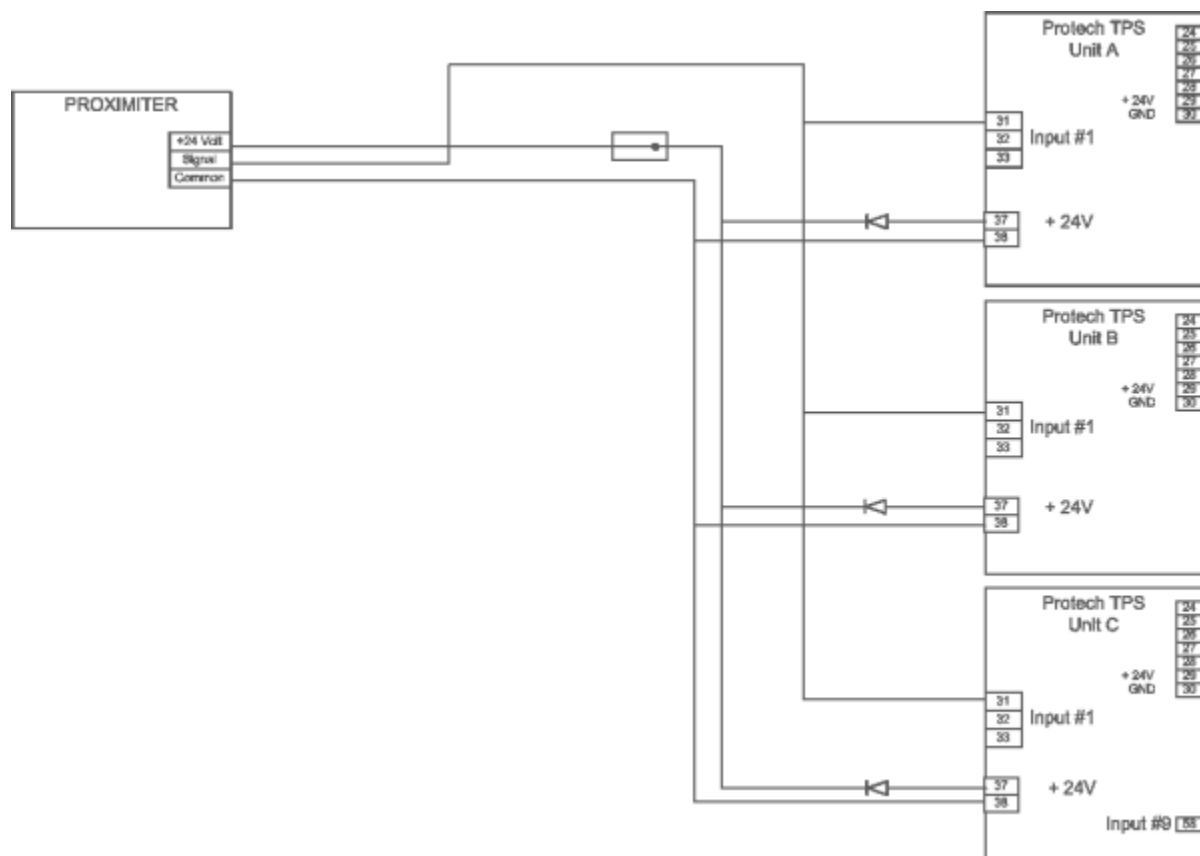 PROXIMITER
+24 Volt
Signal
Common
Protech TPS
Unit A
24
25
26
27
28
29
30
+ 24V
GND
31
32
33
Input #1
37
38
+ 24V
Protech TPS
Unit B
24
25
26
27
28
29
30
+ 24V
GND
31
32
33
Input #1
37
38
+ 24V
Protech TPS
Unit C
24
25
26
27
28
29
30
+ 24V
GND
31
32
33
Input #1
37
38
+ 24V
Input #9